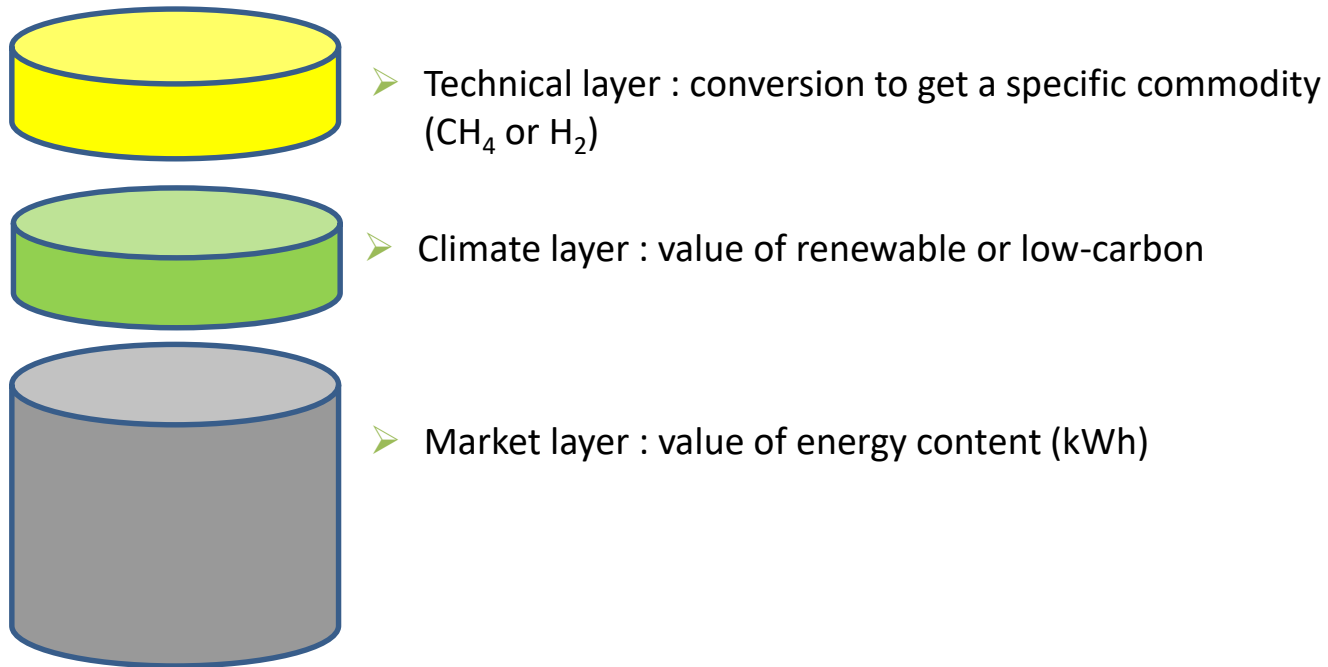 Technical layer : conversion to get a specific commodity
(CH₄ or H₂)
Climate layer : value of renewable or low-carbon
Market layer : value of energy content (kWh)